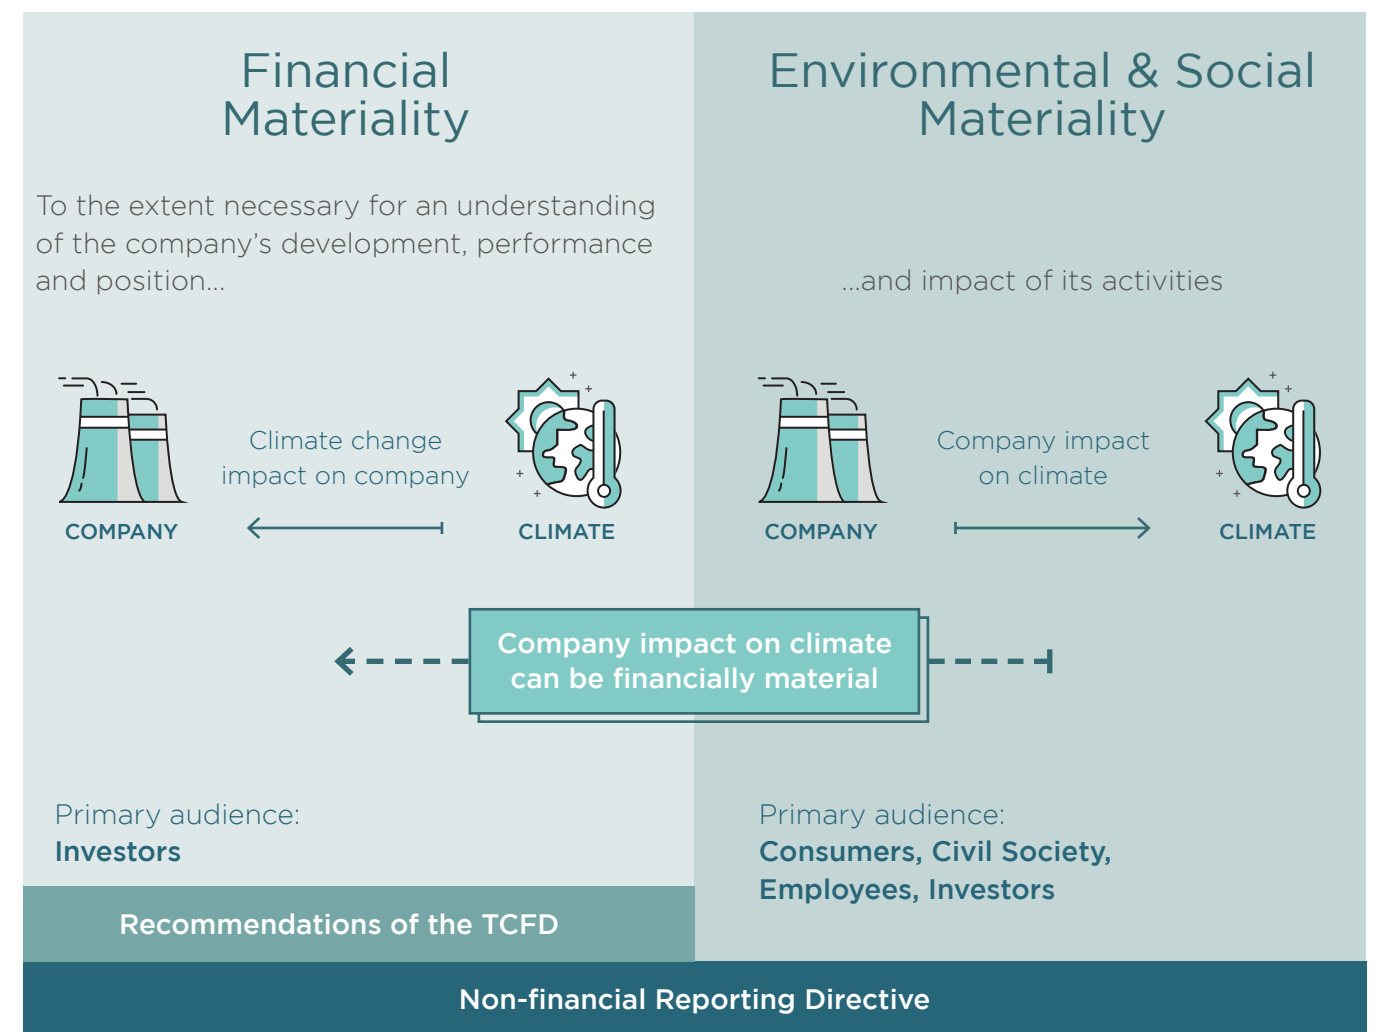 Financial
Materiality
To the extent necessary for an understanding
of the company's development, performance
and position...
Climate change
impact on company
COMPANY
CLIMATE
Environmental & Social
Materiality
...and impact of its activities
Company impact
on climate
COMPANY
CLIMATE
Company impact on climate
can be financially material
Primary audience:
Investors
Recommendations of the TCFD
Primary audience:
Consumers, Civil Society,
Employees, Investors
Non-financial Reporting Directive